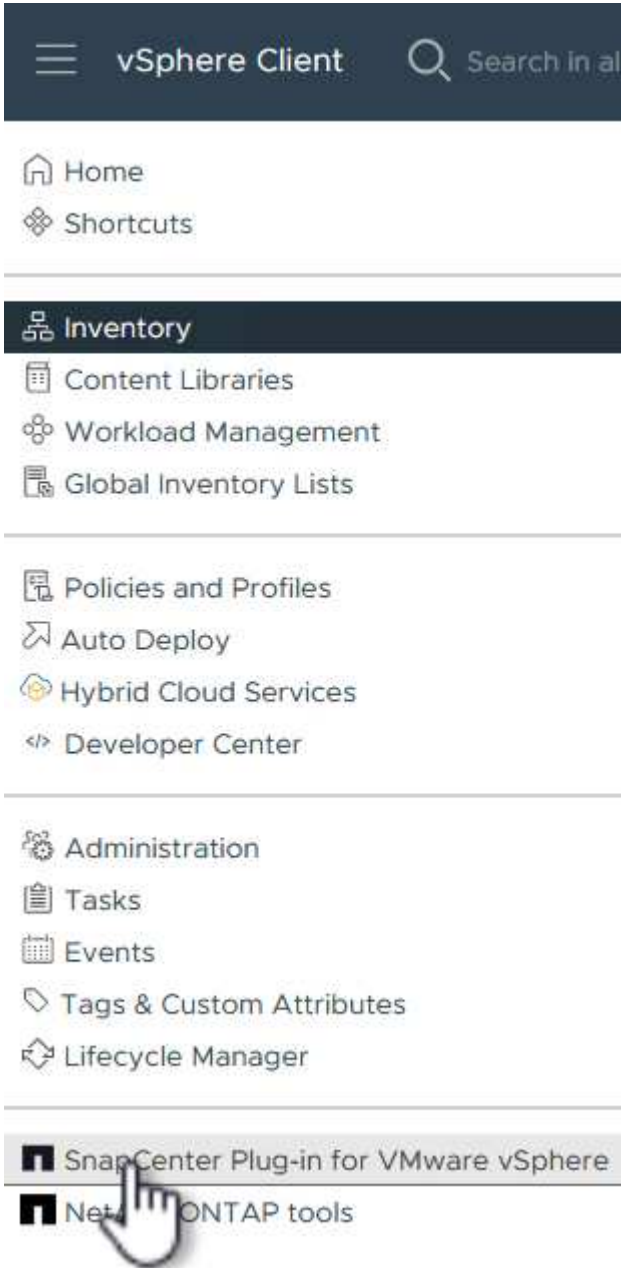 vSphere Client
Search in al
Home
Shortcuts
Inventory
Content Libraries
Workload Management
Global Inventory Lists
Policies and Profiles
Auto Deploy
Hybrid Cloud Services
Developer Center
Administration
Tasks
Events
Tags & Custom Attributes
Lifecycle Manager
SnapCenter Plug-in for VMware vSphere
ONTAP tools